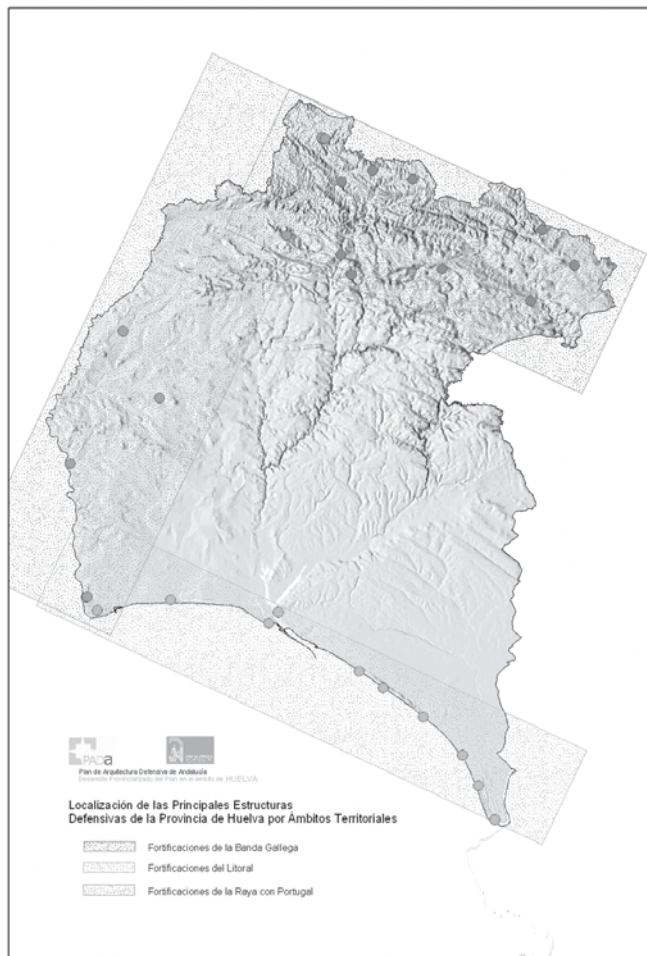 PADa
Plan de Arquitectura Defensiva de Andalucía
Desarrollo Provincializado del Plan en el ámbito de HUELVA
Localización de las Principales Estructuras
Defensivas de la Provincia de Huelva por Ámbitos Territoriales
Fortificaciones de la Banda Gallega
Fortificaciones del Litoral
Fortificaciones de la Raya con Portugal